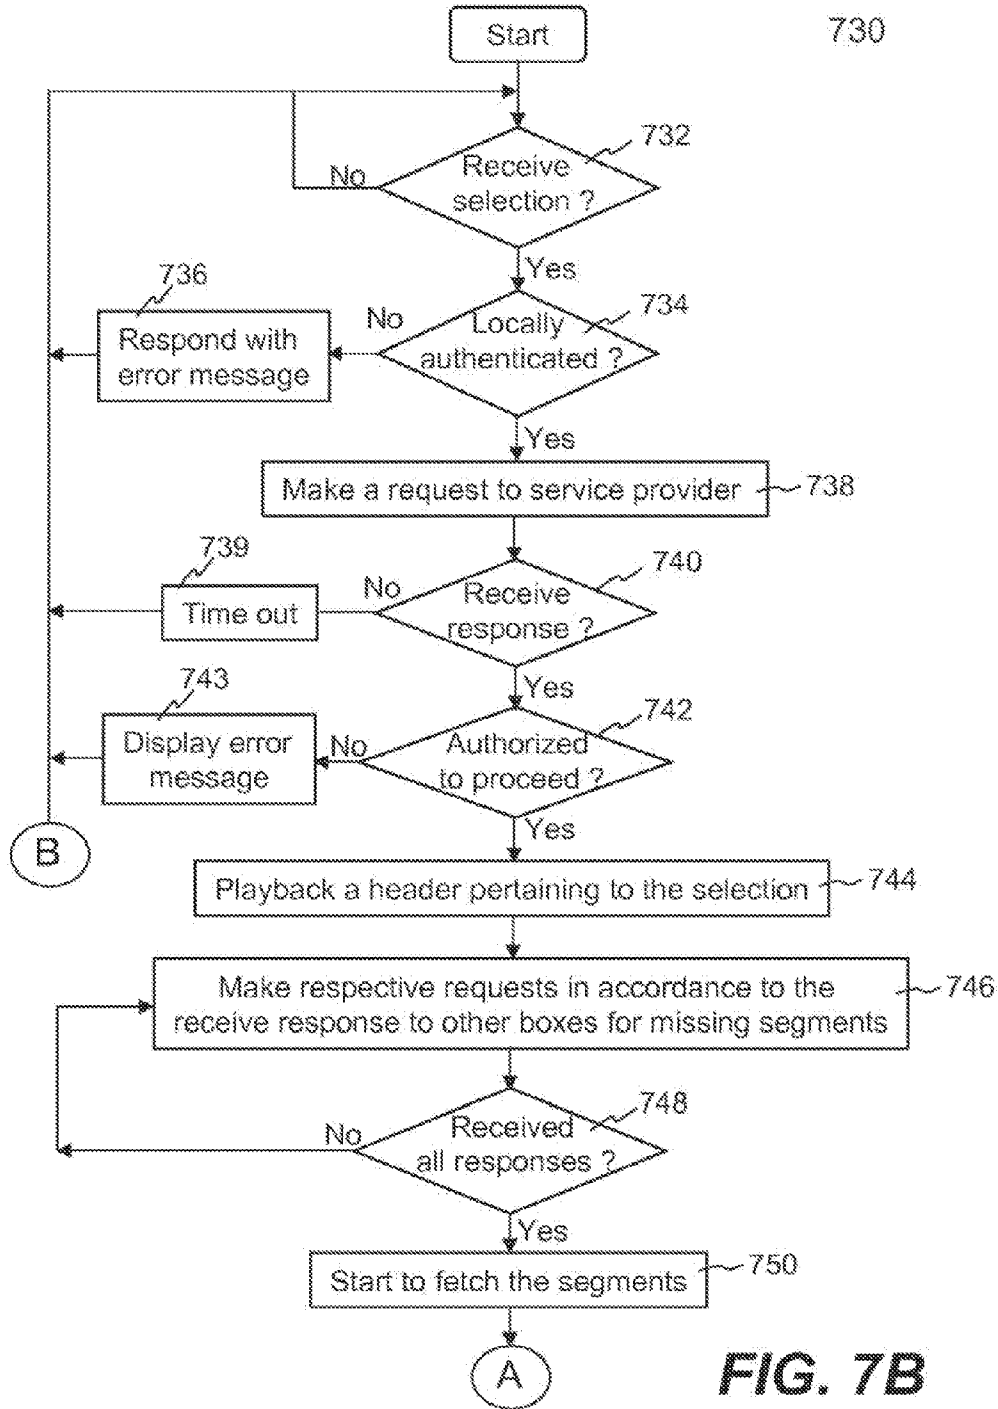 Start
730
732
Receive
selection ?
No
Yes
736
734
No
Locally
authenticated ?
Respond with
error message
Yes
Make a request to service provider
738
739
740
No
Receive
response ?
Time out
Yes
743
742
No
Authorized
to proceed ?
Display error
message
Yes
B
Playback a header pertaining to the selection
744
Make respective requests in accordance to the
receive response to other boxes for missing segments
746
748
No
Received
all responses ?
Yes
Start to fetch the segments
750
A
FIG. 7B